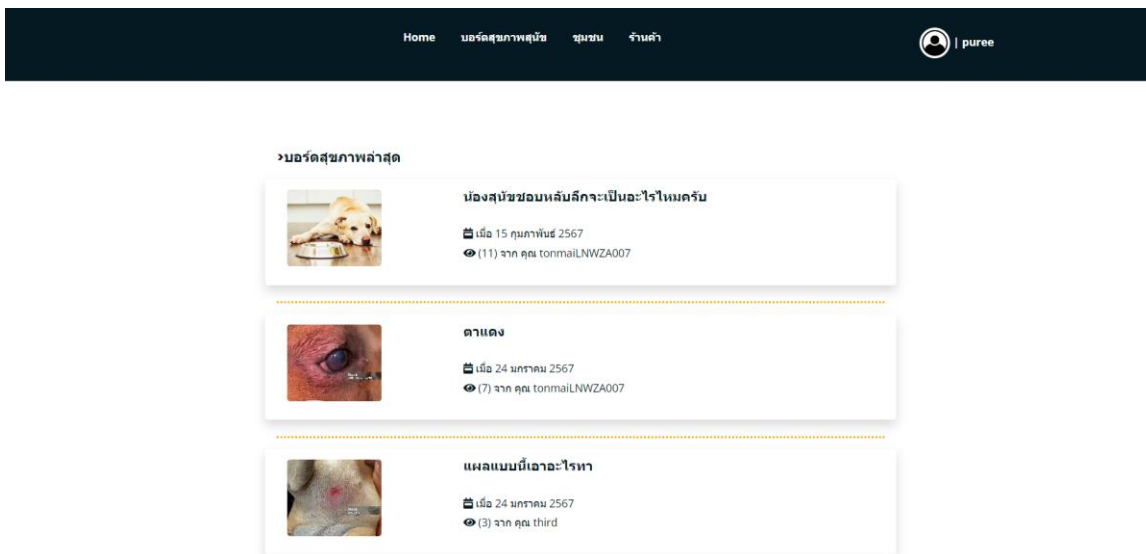 Home บอร์ดสุขภาพสุนัข ชุมชน ร้านค้า | puree
>บอร์ดสุขภาพล่าสุด
น้องสุนัขชอบหลับลึกจะเป็นอะไรไหมครับ
เมื่อ 15 กุมภาพันธ์ 2567
(11) จาก คุณ tonmaiLNWZA007
ตาแดง
เมื่อ 24 มกราคม 2567
(7) จาก คุณ tonmaiLNWZA007
แผลแบบนี้เอาอะไรทา
เมื่อ 24 มกราคม 2567
(3) จาก คุณ third